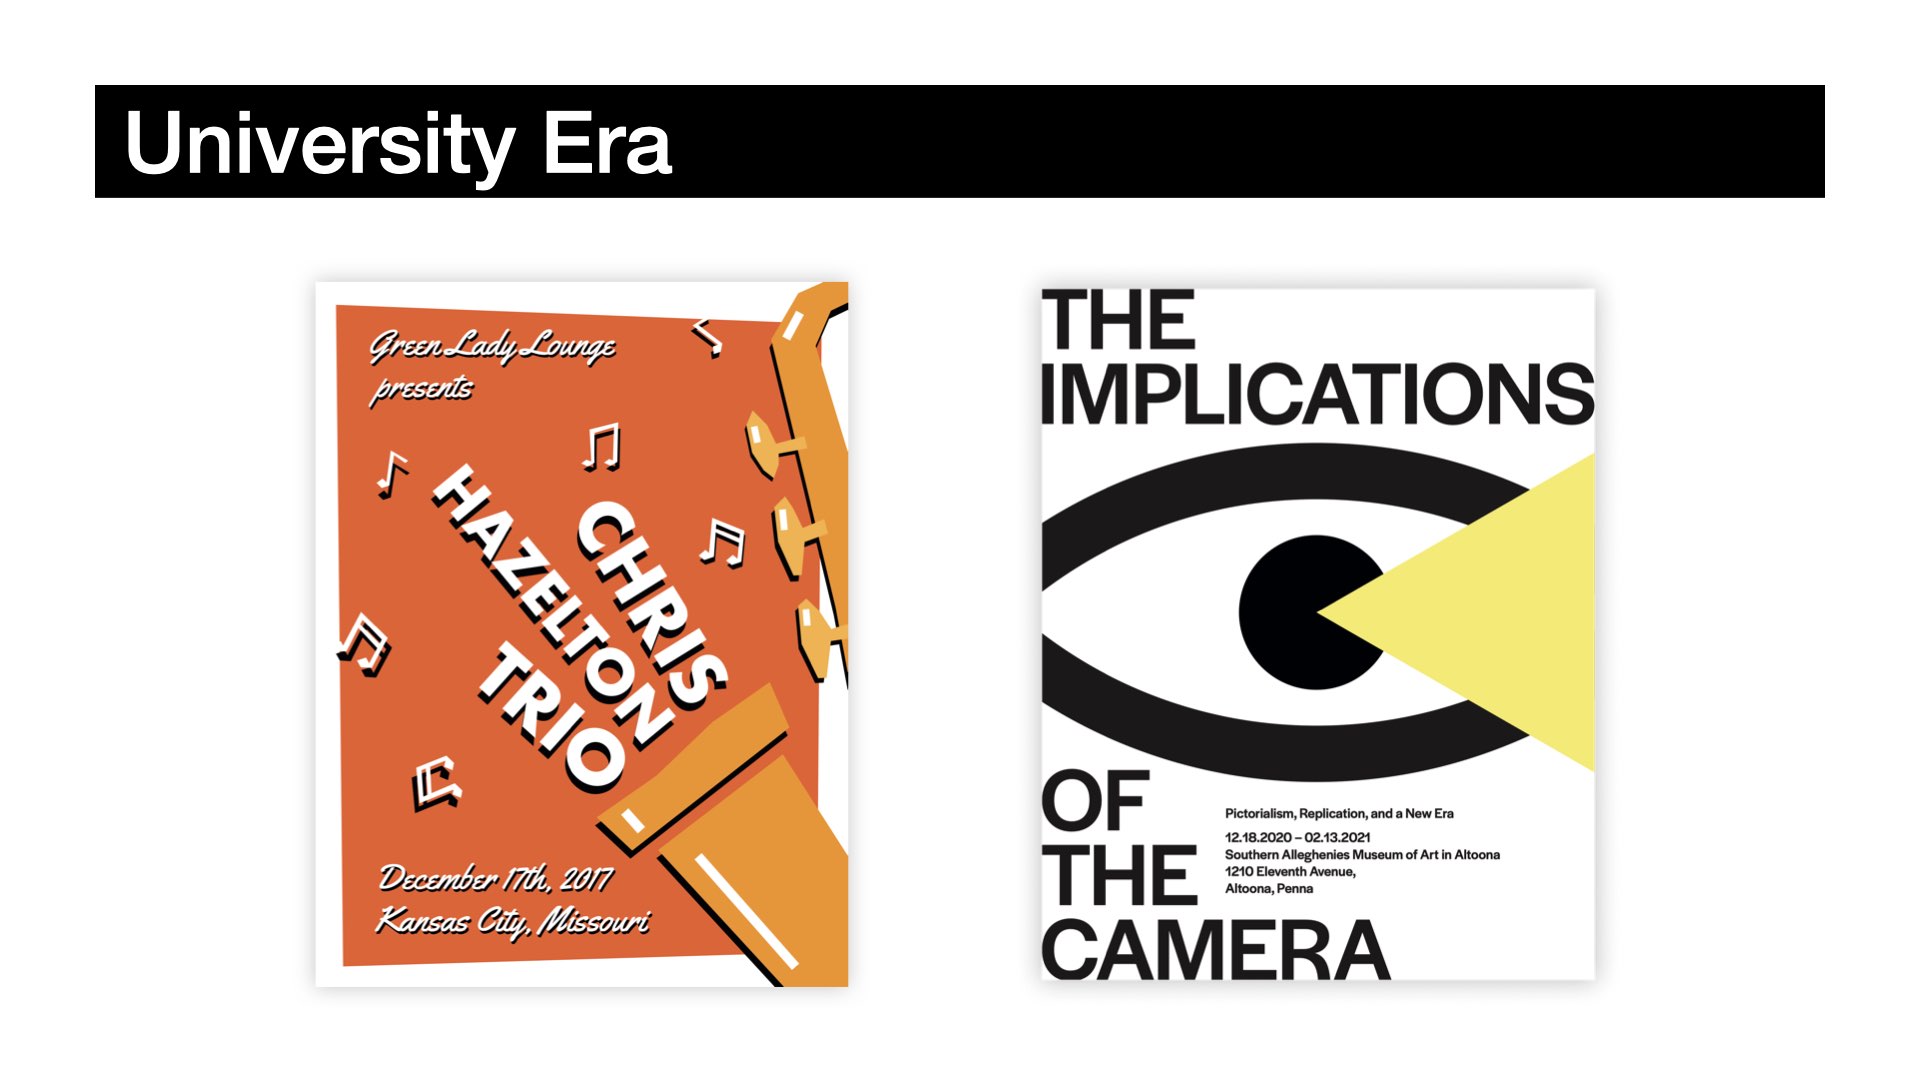 University Era
Green Lady Lounge
presents
CHRIS
HAZELTON
TRIO
December 17th, 2017
Kansas City, Missouri
THE
IMPLICATIONS
OF
THE
CAMERA
Pictorialism, Replication, and a New Era
12.18.2020 – 02.13.2021
Southern Alleghenies Museum of Art in Altoona
1210 Eleventh Avenue,
Altoona, Penna